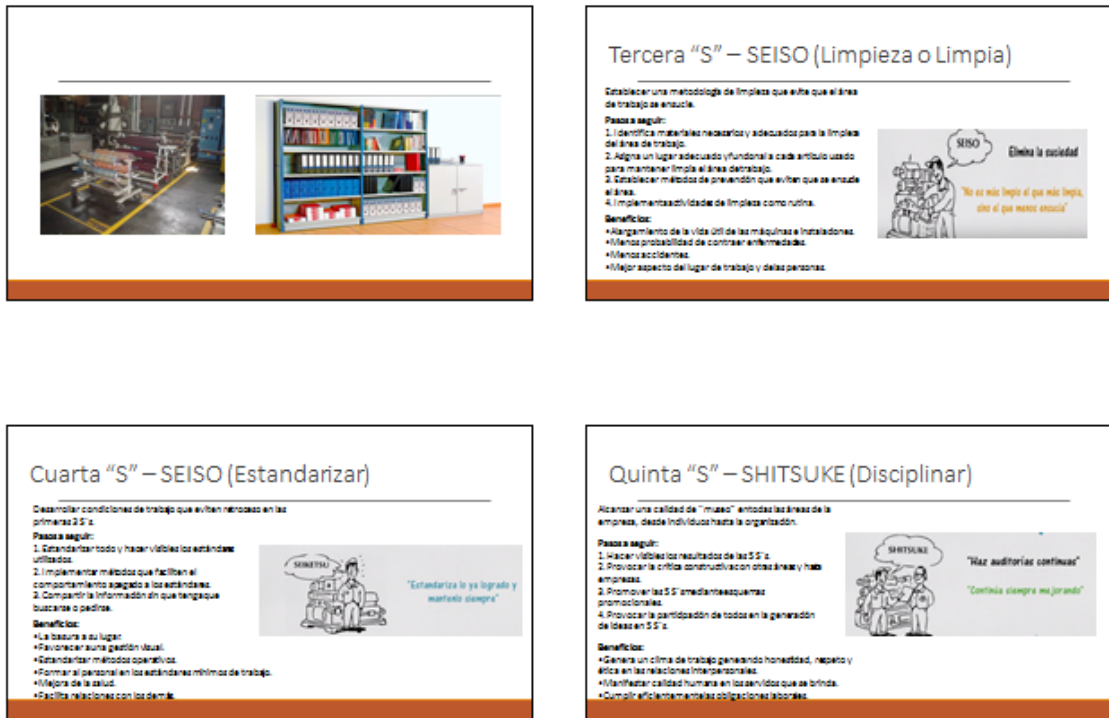 Tercera “S” – SEISO (Limpieza o Limpia)
Establecer una metodología de limpieza que evite que el área
de trabajo se ensucie.
Pasos a seguir:
1. Identifica materiales necesarios y adecuados para la limpieza
del área de trabajo.
2. Asigna un lugar adecuado y funcional a cada artículo usado
para mantener limpia el área de trabajo.
3. Establecer métodos de prevención que eviten que se ensucie
el área.
4. Implementa actividades de limpieza como rutina.
Beneficios:
•Alargamiento de la vida útil de las máquinas e instalaciones.
•Menos probabilidad de contraer enfermedades.
•Menos accidentes.
•Mejor aspecto del lugar de trabajo y de las personas.
SEISO
Elimina la suciedad
"No es más limpio el que más limpia,
sino el que menos ensucia"
Cuarta “S” – SEISO (Estandarizar)
Desarrollar condiciones de trabajo que eviten retroceso en las
primeras 3 S´s.
Pasos a seguir:
1. Estandarizar todo y hacer visibles los estándares
utilizados.
2. Implementar métodos que faciliten el
comportamiento apegado a los estándares.
3. Compartir la información sin que tenga que
buscarse o pedirse.
Beneficios:
•La basura a su lugar.
•Favorecer a una gestión visual.
•Estandarizar métodos operativos.
•Formar al personal en los estándares mínimos de trabajo.
•Mejora de la salud.
•Facilita relaciones con los demás.
SEIKETSU
"Estandariza lo ya logrado y
mantenlo siempre"
Quinta “S” – SHITSUKE (Disciplinar)
Alcanzar una calidad de ¨museo¨ en todas las áreas de la
empresa, desde individuos hasta la organización.
Pasos a seguir:
1. Hacer visibles los resultados de las 5 S´s.
2. Provocar la crítica constructiva con otras áreas y hasta
empresas.
3. Promover las 5 S´s mediante esquemas
promocionales.
4. Provocar la participación de todos en la generación
de ideas en 5 S´s.
Beneficios:
•Genera un clima de trabajo generando honestidad, respeto y
ética en las relaciones interpersonales.
•Manifestar calidad humana en los servicios que se brinda.
•Cumplir eficientemente las obligaciones laborales.
SHITSUKE
"Haz auditorías continuas"
"Continúa siempre mejorando"